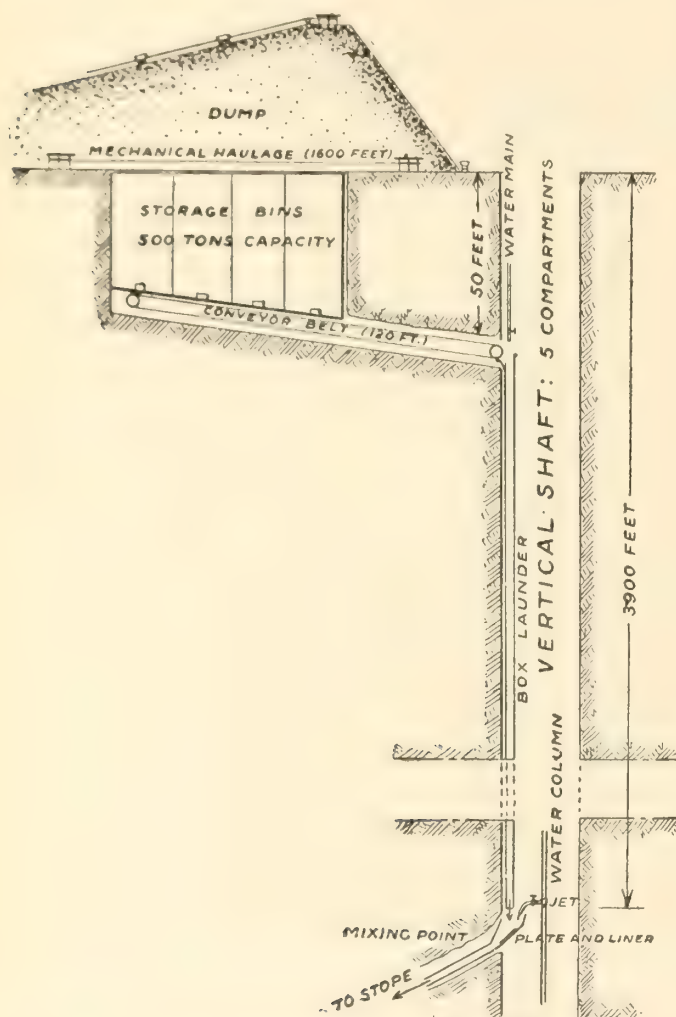 DUMP
MECHANICAL HAULAGE (1600 FEET)
STORAGE BINS
500 TONS CAPACITY
CONVEYOR BELT (120 FT.)
50 FEET
WATER MAIN
VERTICAL SHAFT: 5 COMPARTMENTS
BOX LAUNDER
3900 FEET
WATER COLUMN
JET
MIXING POINT
PLATE AND LINER
TO STOPE